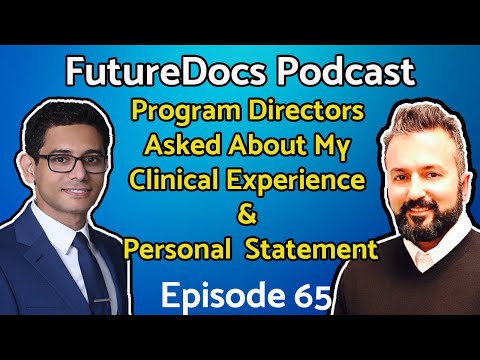 FutureDocs Podcast
Program Directors
Asked About My
Clinical Experience
&
Personal Statement
Episode 65